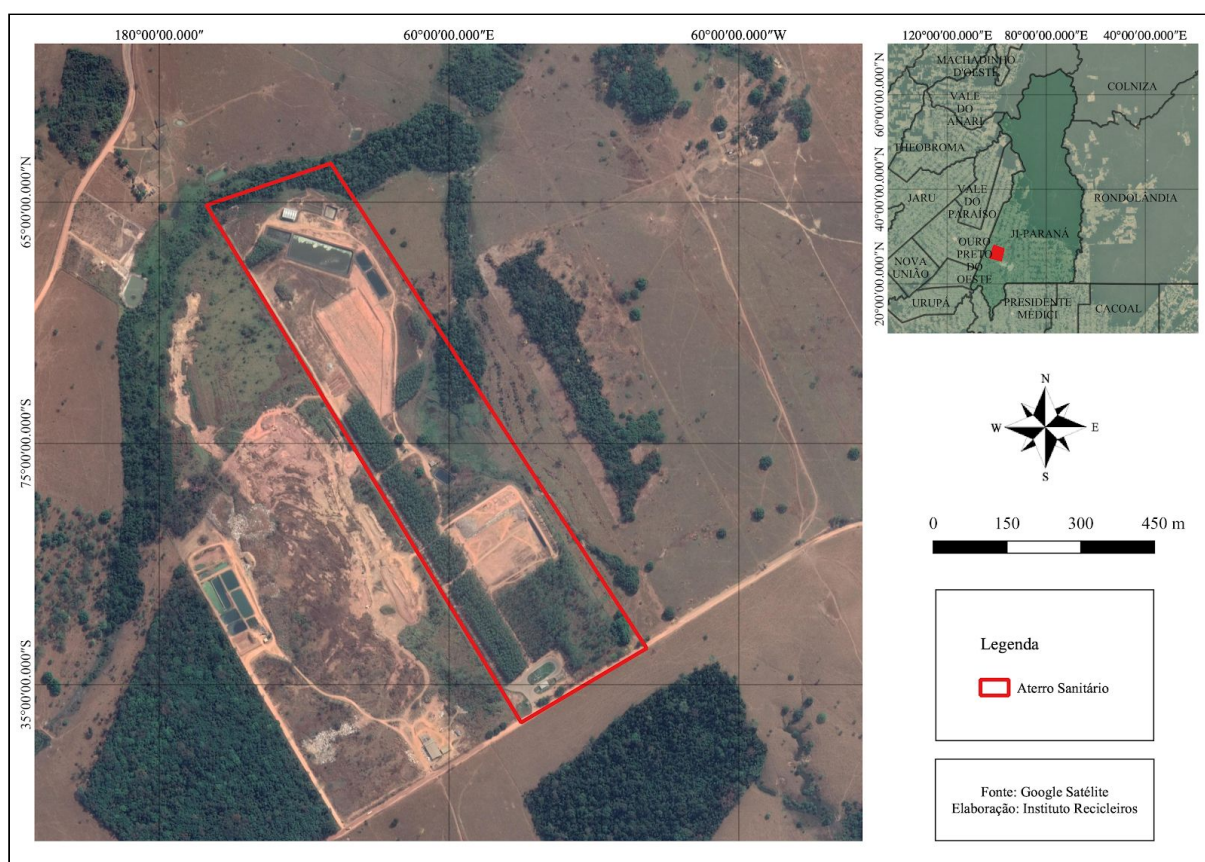 180°00'00.000"
60°00'00.000"E
60°00'00.000"W
65°00'00.000"N
75°00'00.000"S
35°00'00.000"S
120°00'00.000"E
80°00'00.000"E
40°00'00.000"E
60°00'00.000"N
40°00'00.000"N
20°00'00.000"N
MACHADINHO
D'OESTE
COLNIZA
VALE
DO
ANARI
THEOBROMA
JARU
VALE
DO
PARAÍSO
RONDOLÂNDIA
JI-PARANÁ
OURO
PRETO
DO
OESTE
NOVA
UNIÃO
URUPÁ
PRESIDENTE
MÉDICI
CACOAL
N
W
E
S
0 150 300 450 m
Legenda
Aterro Sanitário
Fonte: Google Satélite
Elaboração: Instituto Recicleiros